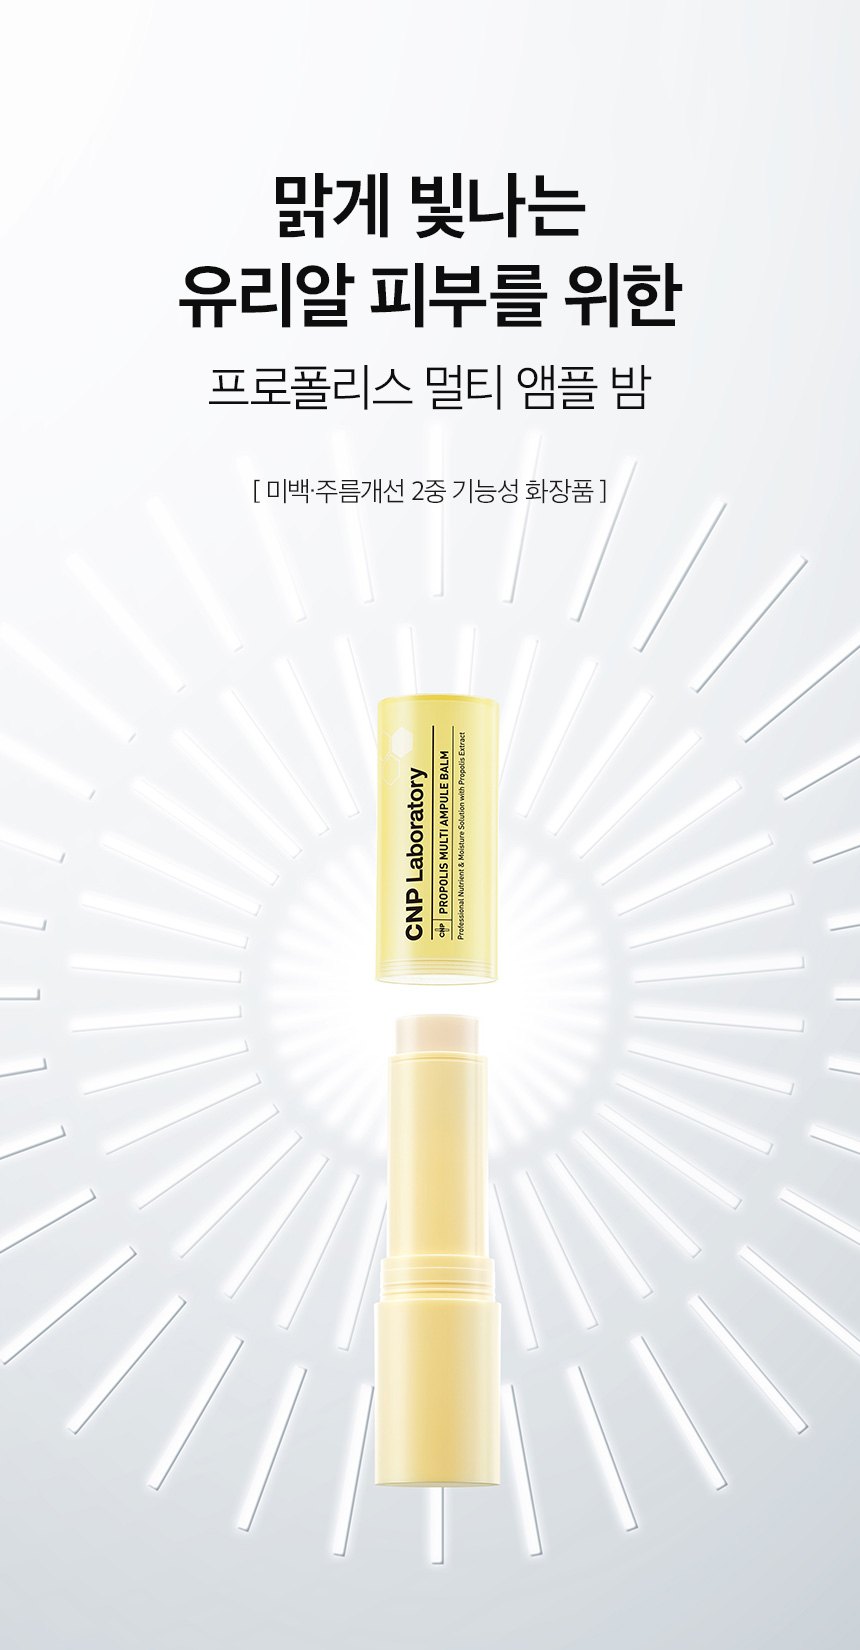 맑게 빛나는
유리알 피부를 위한
프로폴리스 멀티 앰플 밤
[ 미백·주름개선 2중 기능성 화장품 ]
CNP Laboratory
CNP PROPOLIS MULTI AMPULE BALM
Professional Nutrient & Moisture Solution with Propolis Extract